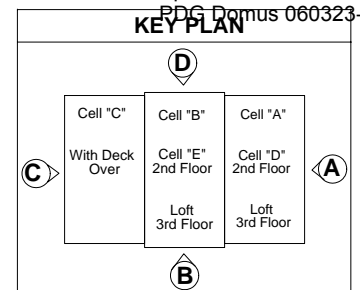 PDG Domus 060323-
KEY PLAN
D
Cell "C"
With Deck
Over
Cell "B"
Cell "E"
2nd Floor
Loft
3rd Floor
Cell "A"
Cell "D"
2nd Floor
Loft
3rd Floor
C
A
B